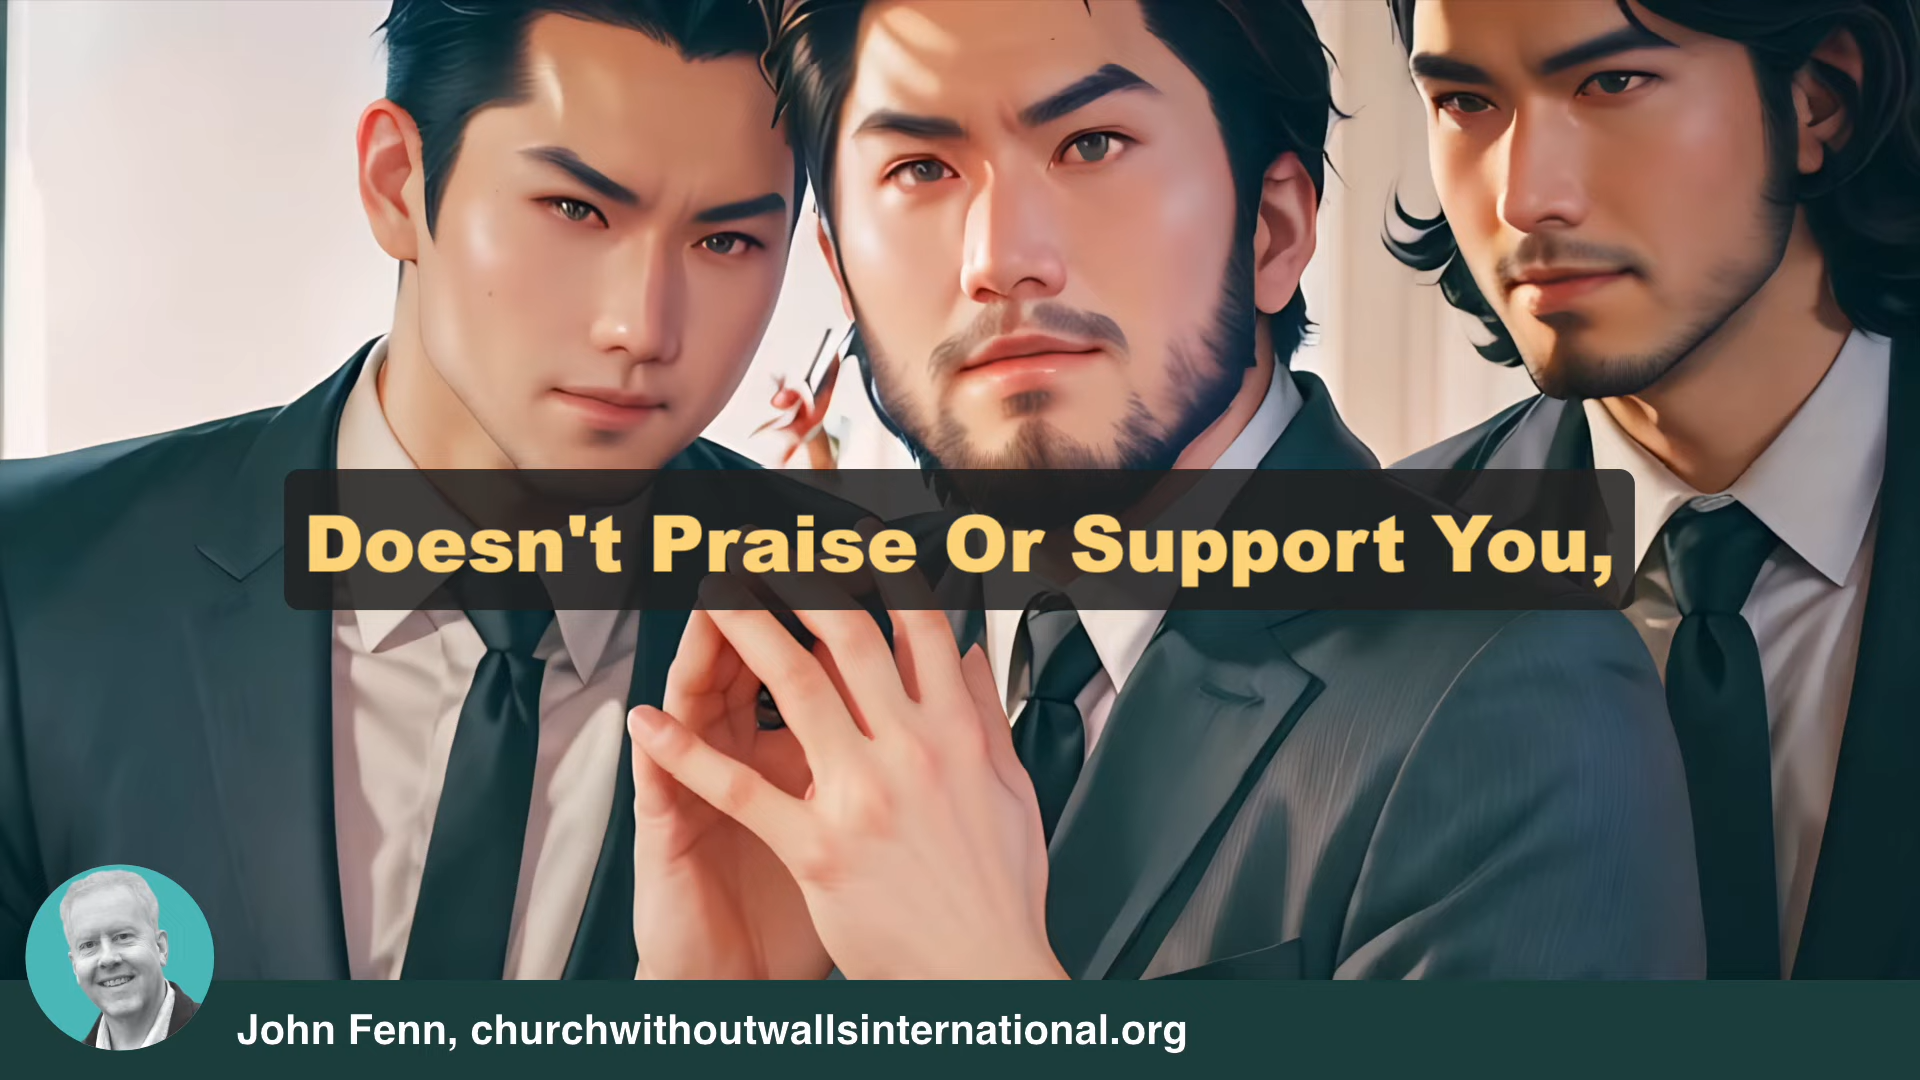 Doesn't Praise Or Support You,
John Fenn, churchwithoutwallsinternational.org